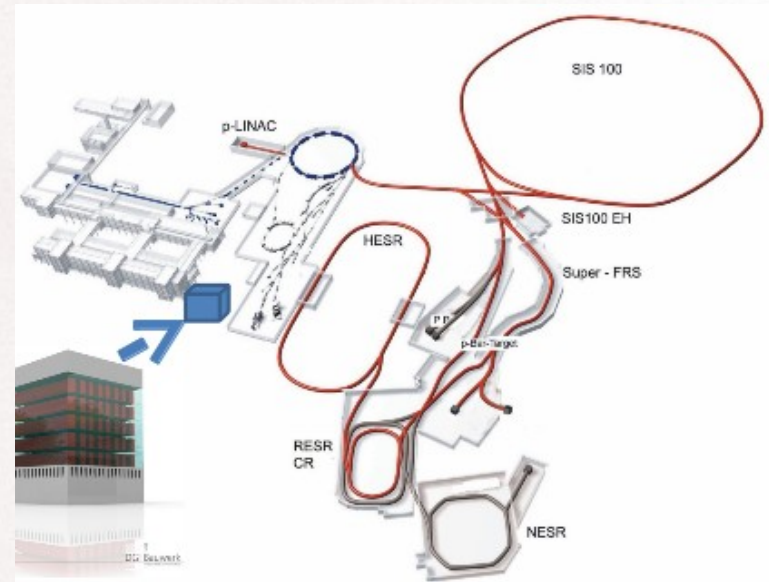 SIS 100
p-LINAC
SIS100 EH
HESR
Super - FRS
P P
p-Bar-Target
RESR
CR
NESR